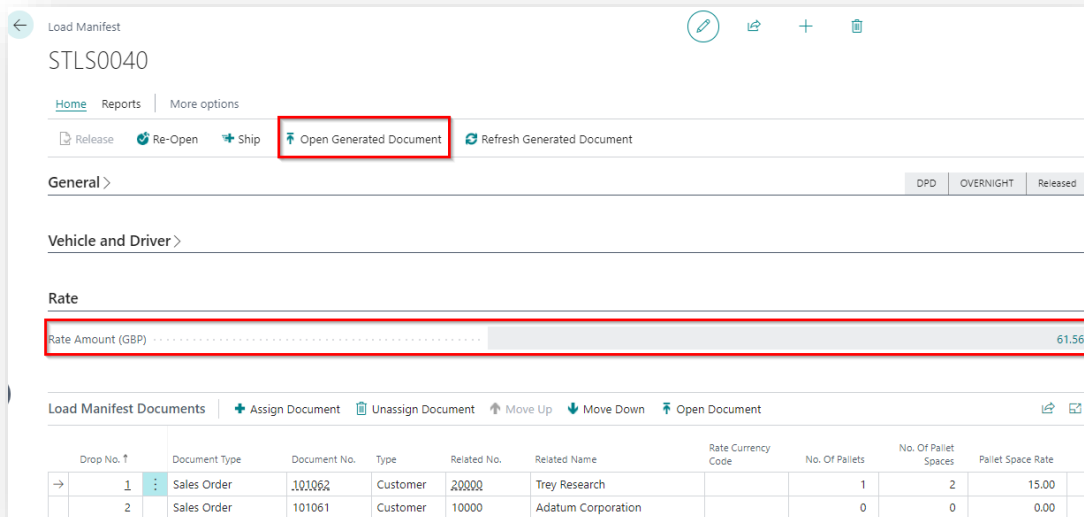 Load Manifest
STLS0040
Home Reports More options
Release Re-Open Ship Open Generated Document Refresh Generated Document
General DPD OVERNIGHT Released
Vehicle and Driver
Rate
Rate Amount (GBP) 61.56
Load Manifest Documents Assign Document Unassign Document Move Up Move Down Open Document
Drop No. ↑ Document Type Document No. Type Related No. Related Name Rate Currency Code No. Of Pallets No. Of Pallet Spaces Pallet Space Rate
1 Sales Order 101062 Customer 20000 Trey Research 1 2 15.00
2 Sales Order 101061 Customer 10000 Adatum Corporation 0 0 0.00